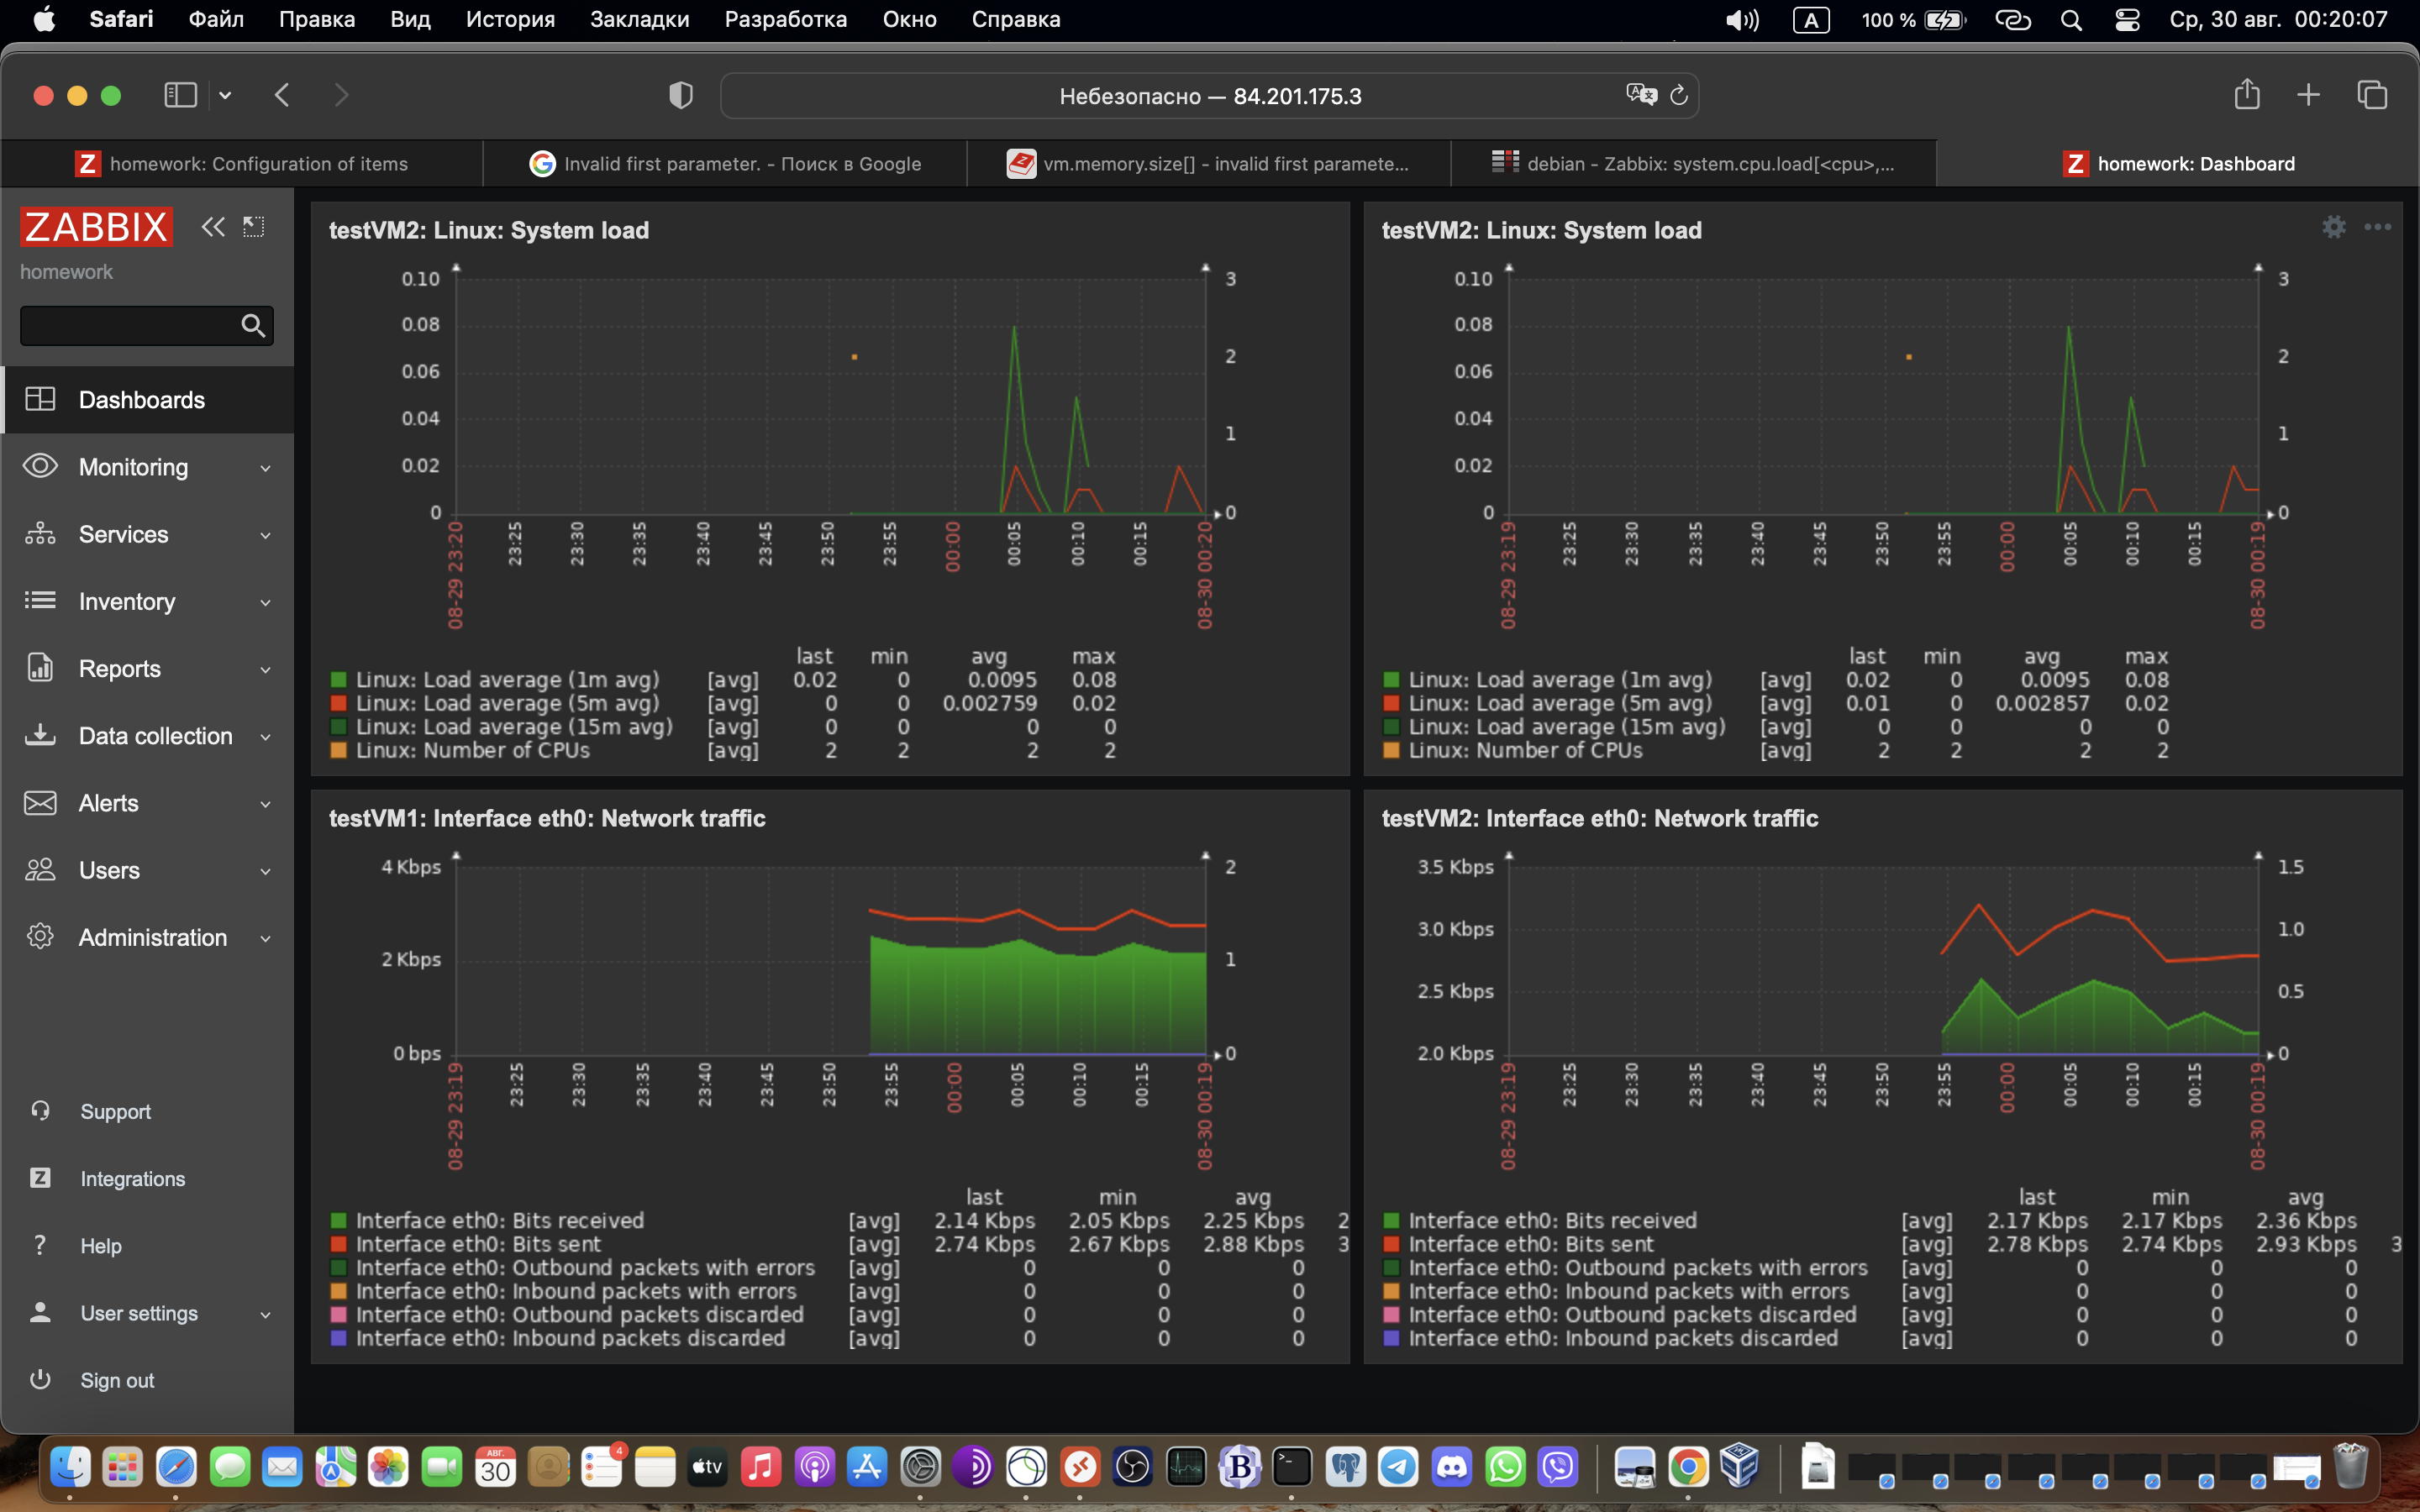 Safari Файл Правка Вид История Закладки Разработка Окно Справка A 100 % Ср, 30 авг. 00:20:07
Небезопасно — 84.201.175.3
homework: Configuration of items
Invalid first parameter. - Поиск в Google
vm.memory.size[] - invalid first paramete...
debian - Zabbix: system.cpu.load[<cpu>,...
homework: Dashboard
ZABBIX
homework
Dashboards
Monitoring
Services
Inventory
Reports
Data collection
Alerts
Users
Administration
Support
Integrations
Help
User settings
Sign out
testVM2: Linux: System load
0.10
0.08
0.06
0.04
0.02
0
3
2
1
0
08-29 23:20 23:25 23:30 23:35 23:40 23:45 23:50 23:55 00:00 00:05 00:10 00:15 08-30 00:20
last min avg max
Linux: Load average (1m avg) [avg] 0.02 0 0.0095 0.08
Linux: Load average (5m avg) [avg] 0 0 0.002759 0.02
Linux: Load average (15m avg) [avg] 0 0 0 0
Linux: Number of CPUs [avg] 2 2 2 2
testVM2: Linux: System load
0.10
0.08
0.06
0.04
0.02
0
3
2
1
0
08-29 23:19 23:25 23:30 23:35 23:40 23:45 23:50 23:55 00:00 00:05 00:10 00:15 08-30 00:19
last min avg max
Linux: Load average (1m avg) [avg] 0.02 0 0.0095 0.08
Linux: Load average (5m avg) [avg] 0.01 0 0.002857 0.02
Linux: Load average (15m avg) [avg] 0 0 0 0
Linux: Number of CPUs [avg] 2 2 2 2
testVM1: Interface eth0: Network traffic
4 Kbps
2 Kbps
0 bps
2
1
0
08-29 23:19 23:25 23:30 23:35 23:40 23:45 23:50 23:55 00:00 00:05 00:10 00:15 08-30 00:19
last min avg
Interface eth0: Bits received [avg] 2.14 Kbps 2.05 Kbps 2.25 Kbps 2
Interface eth0: Bits sent [avg] 2.74 Kbps 2.67 Kbps 2.88 Kbps 3
Interface eth0: Outbound packets with errors [avg] 0 0 0
Interface eth0: Inbound packets with errors [avg] 0 0 0
Interface eth0: Outbound packets discarded [avg] 0 0 0
Interface eth0: Inbound packets discarded [avg] 0 0 0
testVM2: Interface eth0: Network traffic
3.5 Kbps
3.0 Kbps
2.5 Kbps
2.0 Kbps
1.5
1.0
0.5
0
08-29 23:19 23:25 23:30 23:35 23:40 23:45 23:50 23:55 00:00 00:05 00:10 00:15 08-30 00:19
last min avg
Interface eth0: Bits received [avg] 2.17 Kbps 2.17 Kbps 2.36 Kbps
Interface eth0: Bits sent [avg] 2.78 Kbps 2.74 Kbps 2.93 Kbps 3
Interface eth0: Outbound packets with errors [avg] 0 0 0
Interface eth0: Inbound packets with errors [avg] 0 0 0
Interface eth0: Outbound packets discarded [avg] 0 0 0
Interface eth0: Inbound packets discarded [avg] 0 0 0
АВГ.
30
4
tv
B